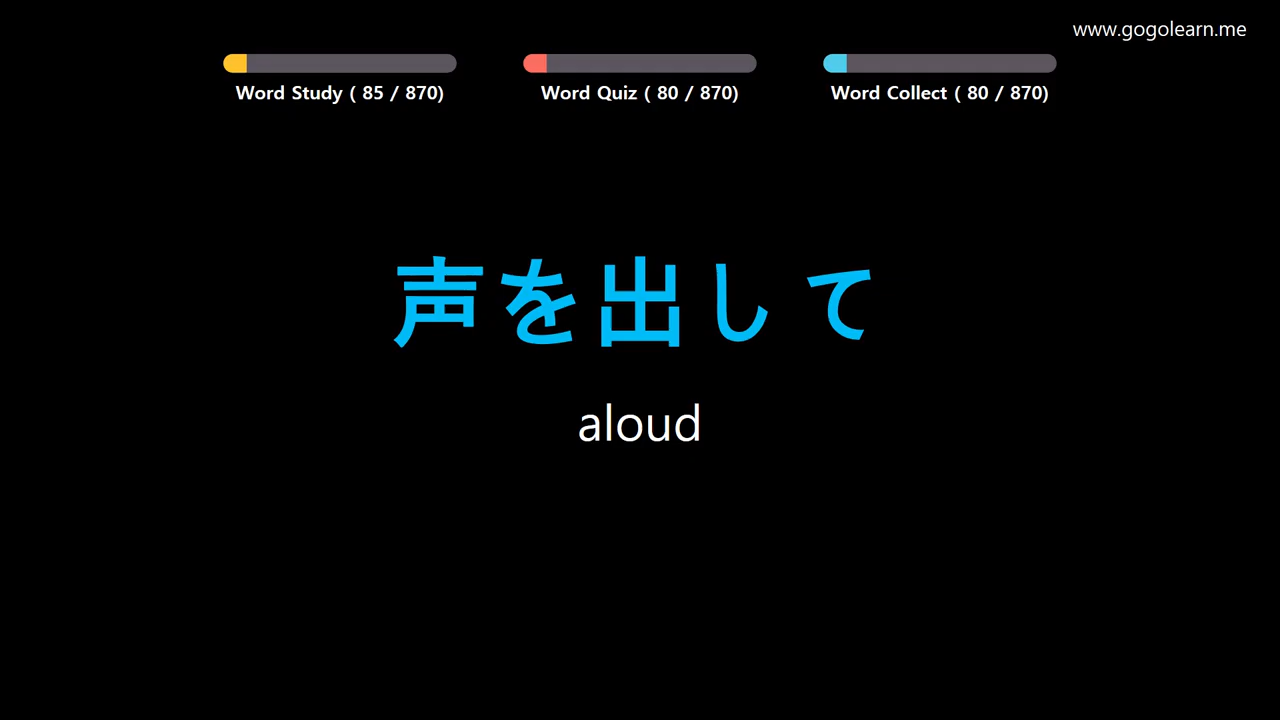 www.gogolearn.me
Word Study ( 85 / 870)
Word Quiz ( 80 / 870)
Word Collect ( 80 / 870)
声を出して
aloud